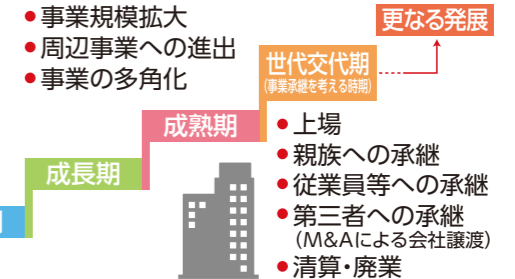 ●事業規模拡大
●周辺事業への進出
●事業の多角化
更なる発展
世代交代期
(事業承継を考える時期)
成熟期
成長期
期
●上場
●親族への承継
●従業員等への承継
●第三者への承継
(M&Aによる会社譲渡)
●清算・廃業